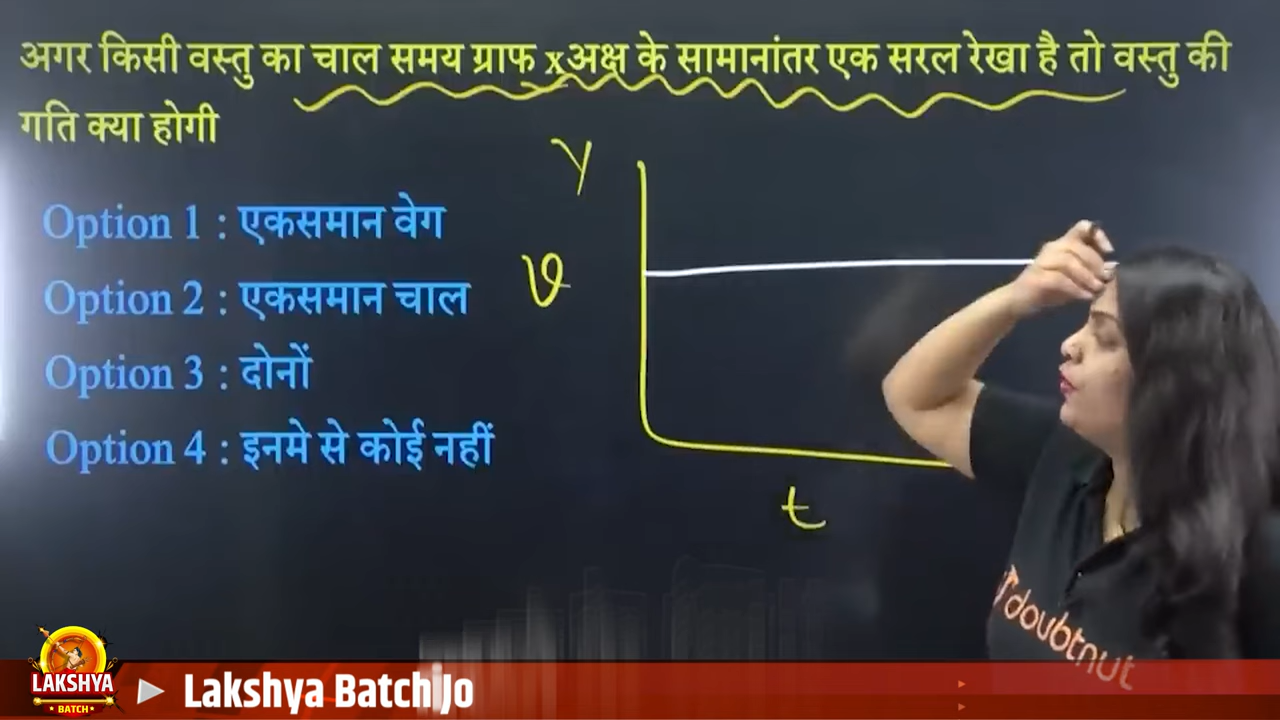 अगर किसी वस्तु का चाल समय ग्राफ xअक्ष के सामानांतर एक सरल रेखा है तो वस्तु की
गति क्या होगी
Option 1 : एकसमान वेग
Option 2 : एकसमान चाल
Option 3 : दोनों
Option 4 : इनमे से कोई नहीं
y
v
t
doubtnut
LAKSHYA
BATCH
Lakshya Batch Jo